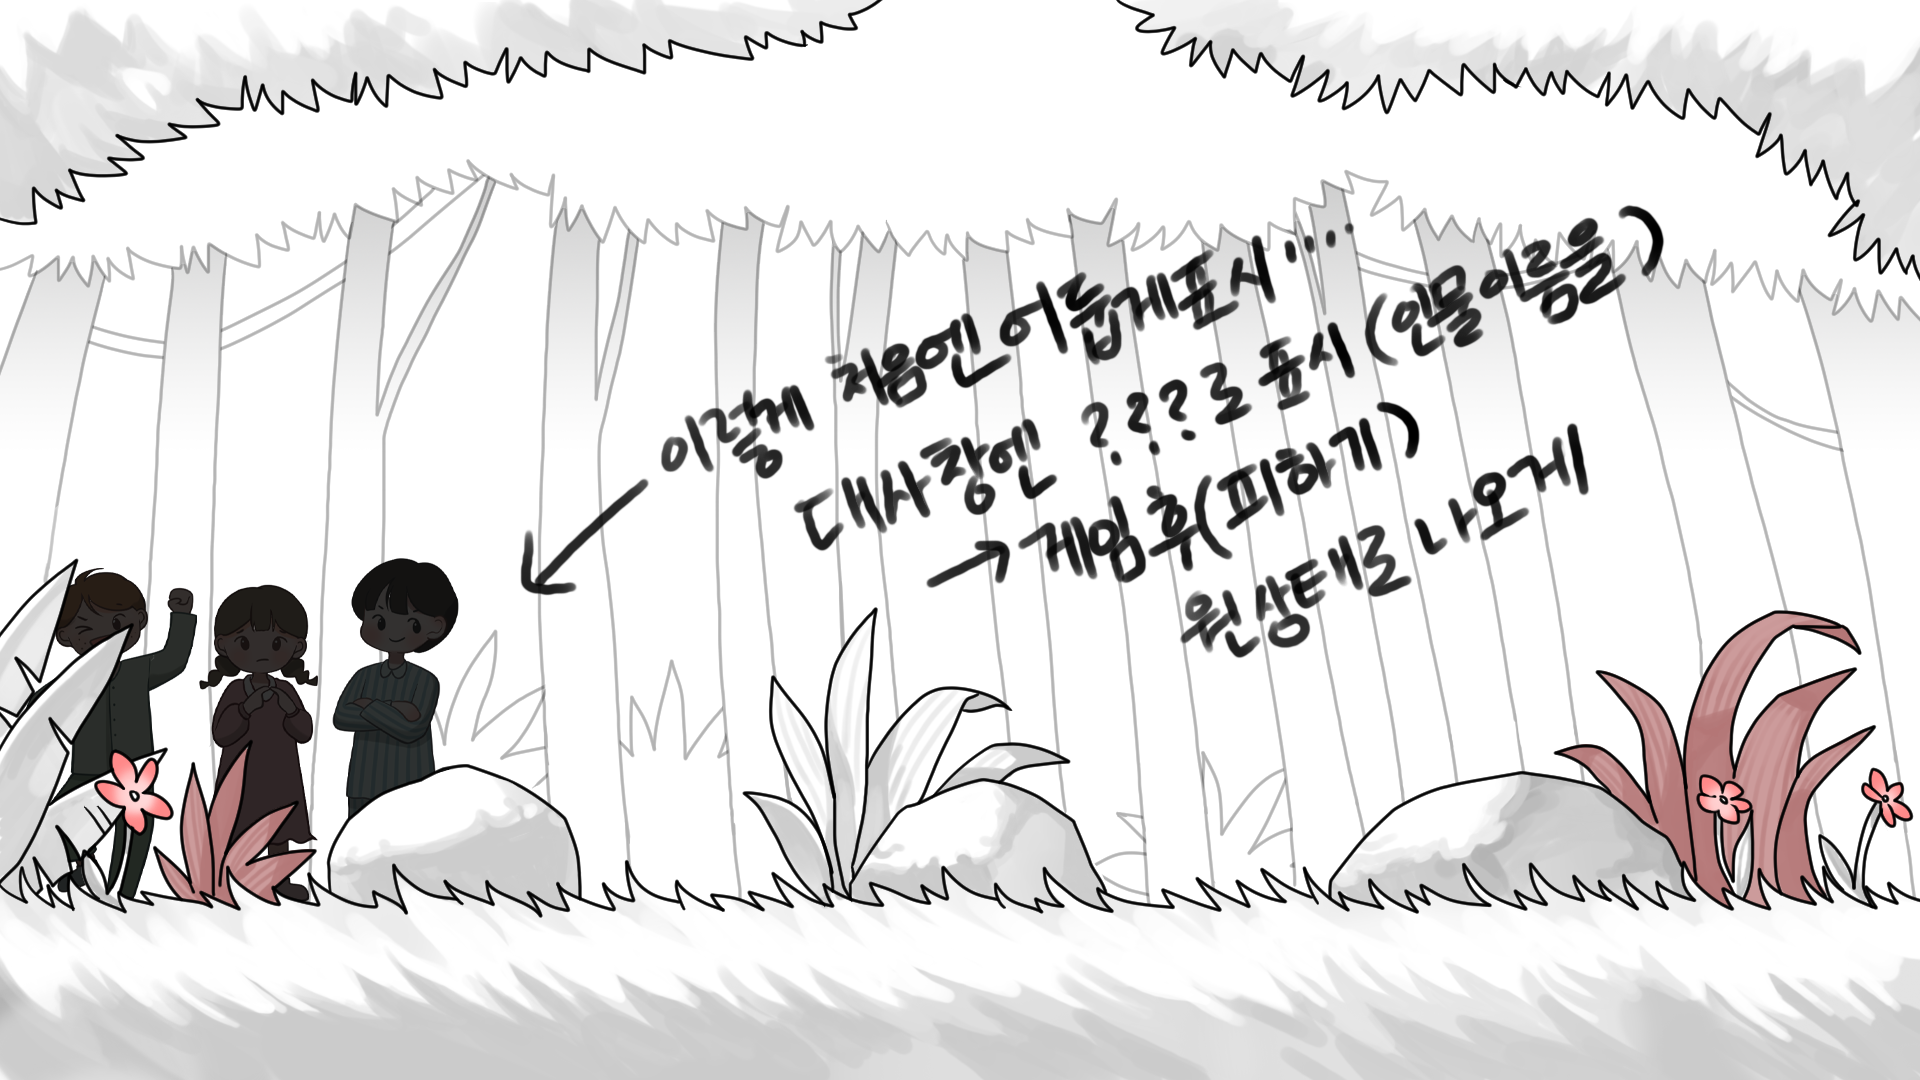 이렇게 처음엔 어둡게표시....
대사창엔 ???로 표시(인물이름을)
→게임후(피하기)
원상태로 나오게